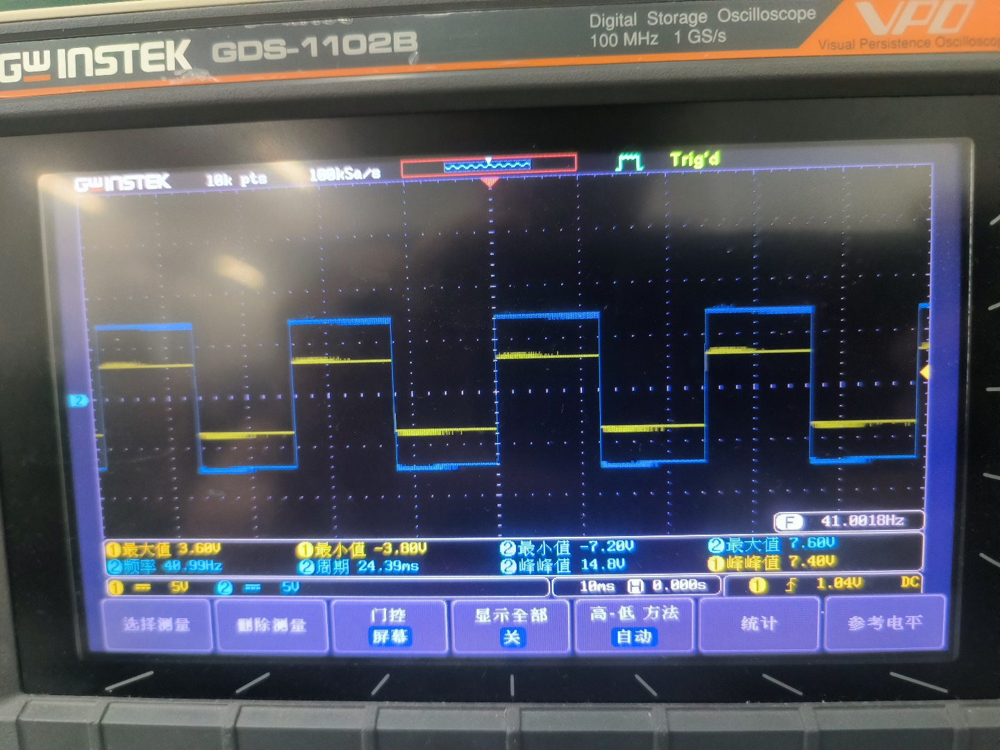 GW INSTEK GDS-1102B
Digital Storage Oscilloscope
100 MHz 1 GS/s
VPO
Visual Persistence Oscilloscop
GW INSTEK 10k pts 100kSa/s Trig'd
2
F 41.0018Hz
1最大值 3.60V 1最小值 -3.80V 2最小值 -7.20V 2最大值 7.60V
2频率 40.99Hz 2周期 24.39ms 2峰峰值 14.8V 1峰峰值 7.40V
1 5V 2 5V 10ms H 0.000s 1 1.04V DC
选择测量 删除测量 门控 显示全部 高-低 方法 统计 参考电平
屏幕 关 自动